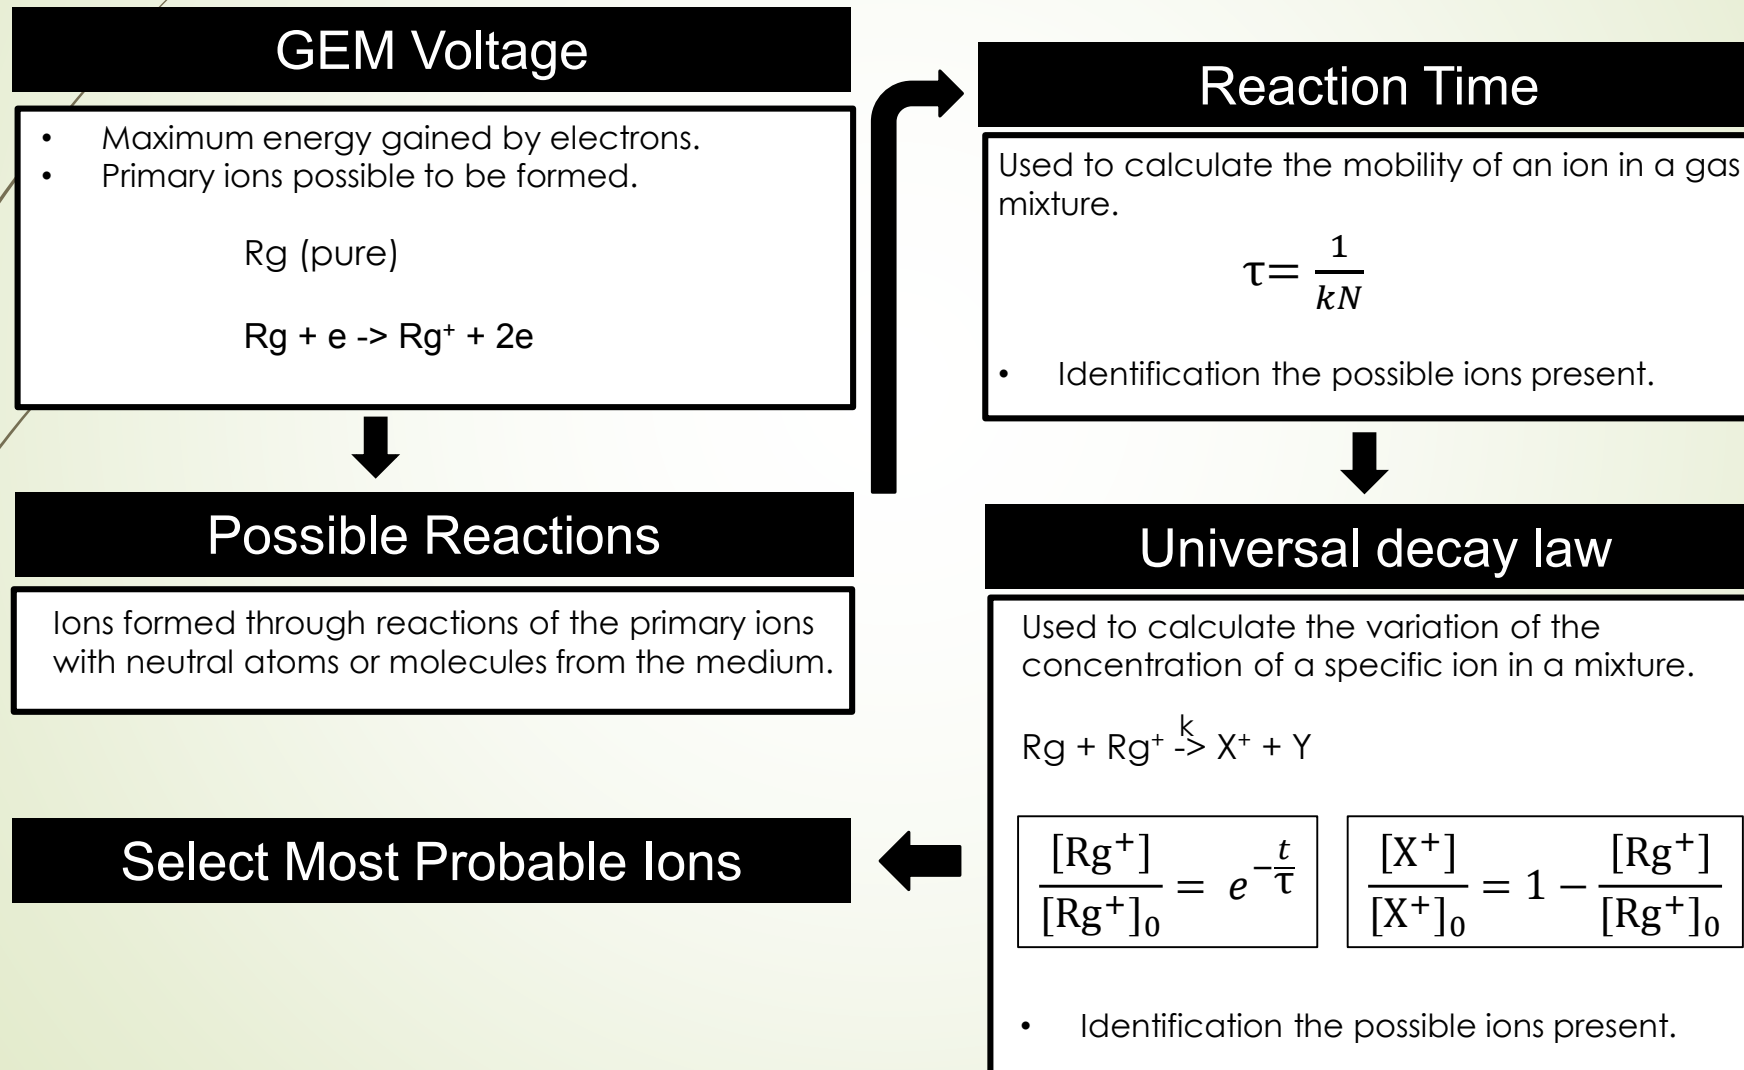 GEM Voltage
• Maximum energy gained by electrons.
• Primary ions possible to be formed.
Rg (pure)
Rg + e -> Rg⁺ + 2e
Possible Reactions
Ions formed through reactions of the primary ions
with neutral atoms or molecules from the medium.
Reaction Time
Used to calculate the mobility of an ion in a gas
mixture.
τ= 1/kN
• Identification the possible ions present.
Universal decay law
Used to calculate the variation of the
concentration of a specific ion in a mixture.
k
Rg + Rg⁺ -> X⁺ + Y
[Rg⁺]/[Rg⁺]₀ = e^(-t/τ)
[X⁺]/[X⁺]₀ = 1 − [Rg⁺]/[Rg⁺]₀
• Identification the possible ions present.
Select Most Probable Ions